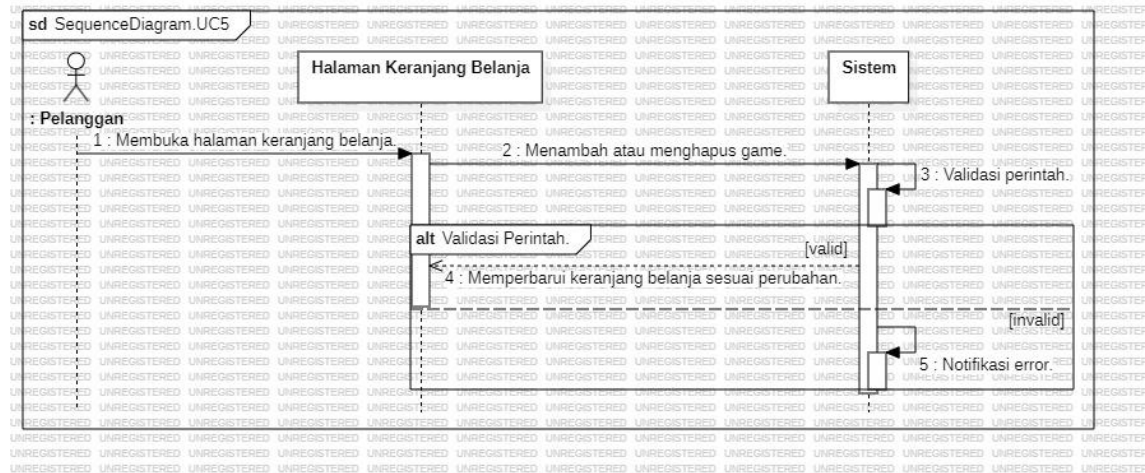 sd SequenceDiagram.UC5
Halaman Keranjang Belanja
Sistem
: Pelanggan
1 : Membuka halaman keranjang belanja.
2 : Menambah atau menghapus game.
3 : Validasi perintah.
alt Validasi Perintah.
[valid]
4 : Memperbarui keranjang belanja sesuai perubahan.
[invalid]
5 : Notifikasi error.
UNREGISTERED